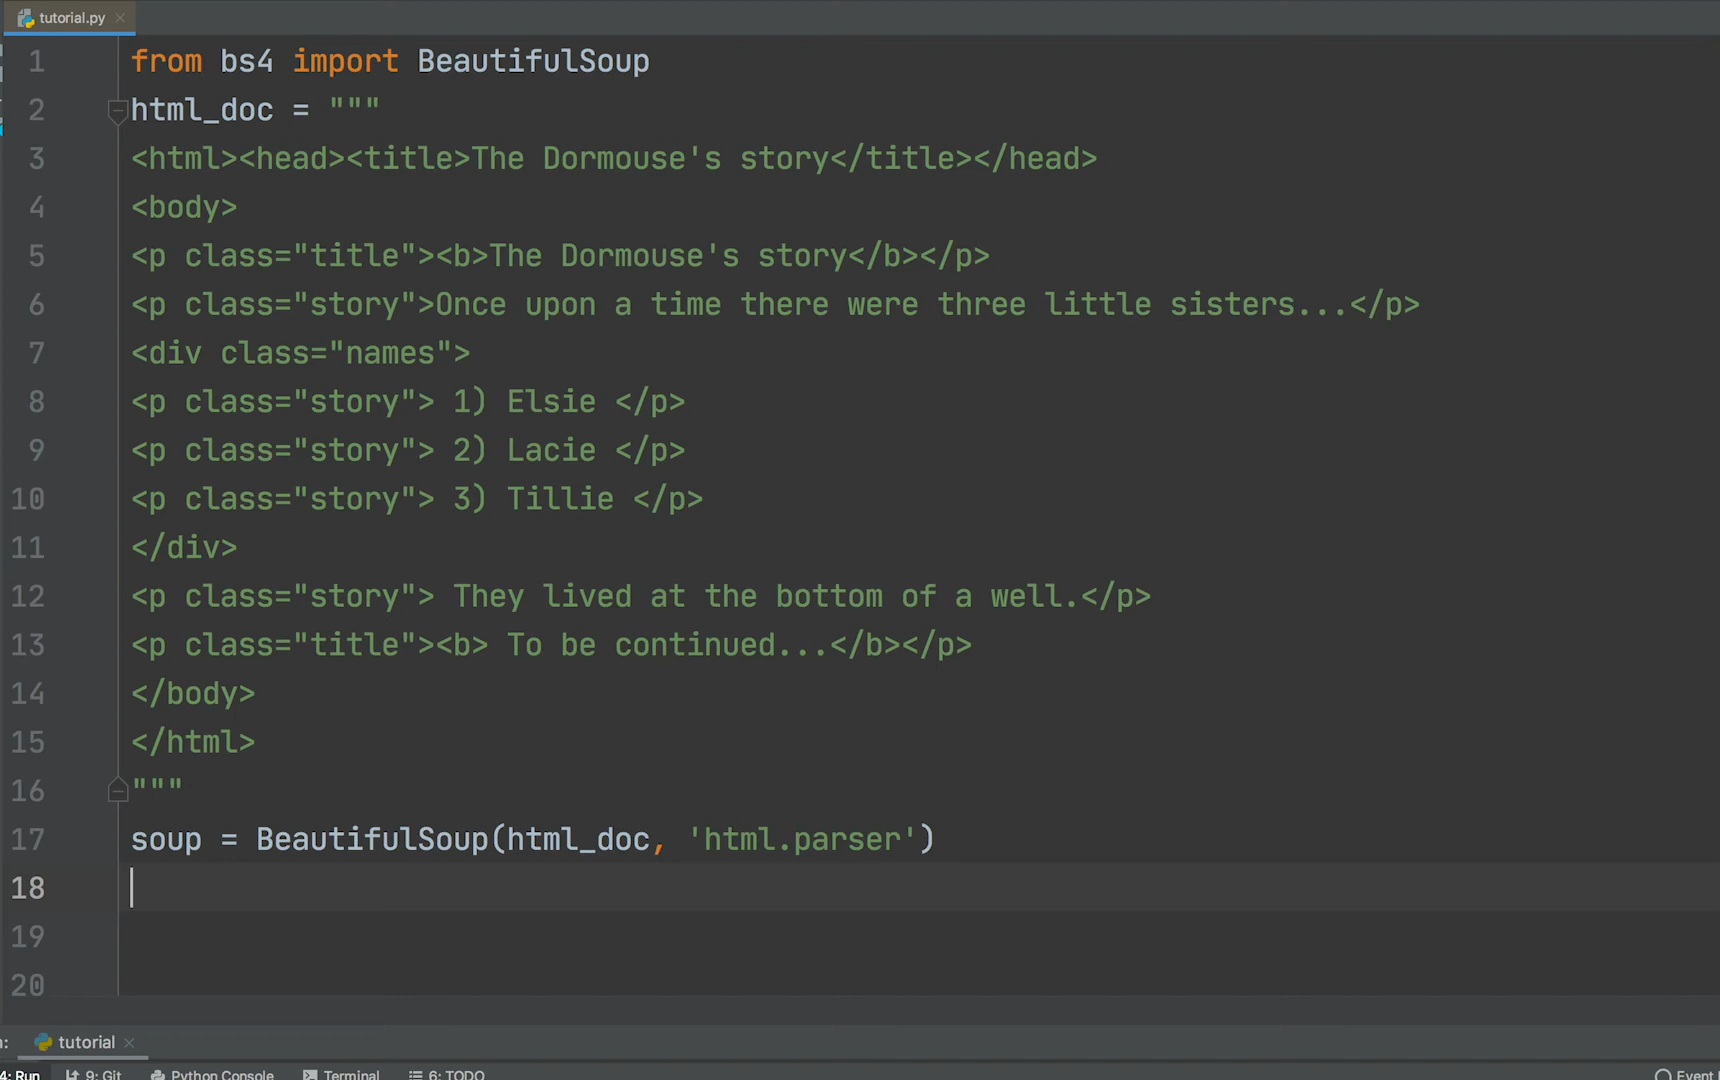 tutorial.py
1 from bs4 import BeautifulSoup
2 html_doc = """
3 <html><head><title>The Dormouse's story</title></head>
4 <body>
5 <p class="title"><b>The Dormouse's story</b></p>
6 <p class="story">Once upon a time there were three little sisters...</p>
7 <div class="names">
8 <p class="story"> 1) Elsie </p>
9 <p class="story"> 2) Lacie </p>
10 <p class="story"> 3) Tillie </p>
11 </div>
12 <p class="story"> They lived at the bottom of a well.</p>
13 <p class="title"><b> To be continued...</b></p>
14 </body>
15 </html>
16 """
17 soup = BeautifulSoup(html_doc, 'html.parser')
18
19
20
tutorial
4: Run 9: Git Python Console Terminal 6: TODO Event